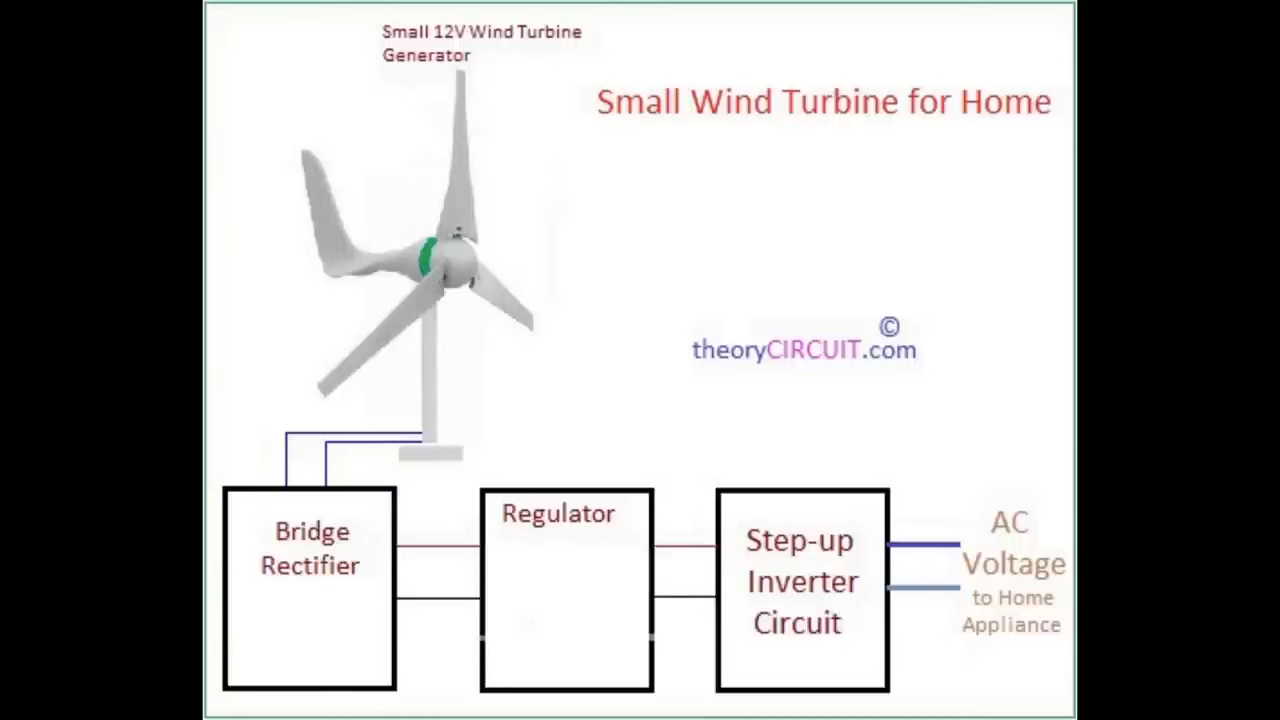 Small 12V Wind Turbine
Generator
Small Wind Turbine for Home
©
theoryCIRCUIT.com
Bridge
Rectifier
Regulator
Step-up
Inverter
Circuit
AC
Voltage
to Home
Appliance